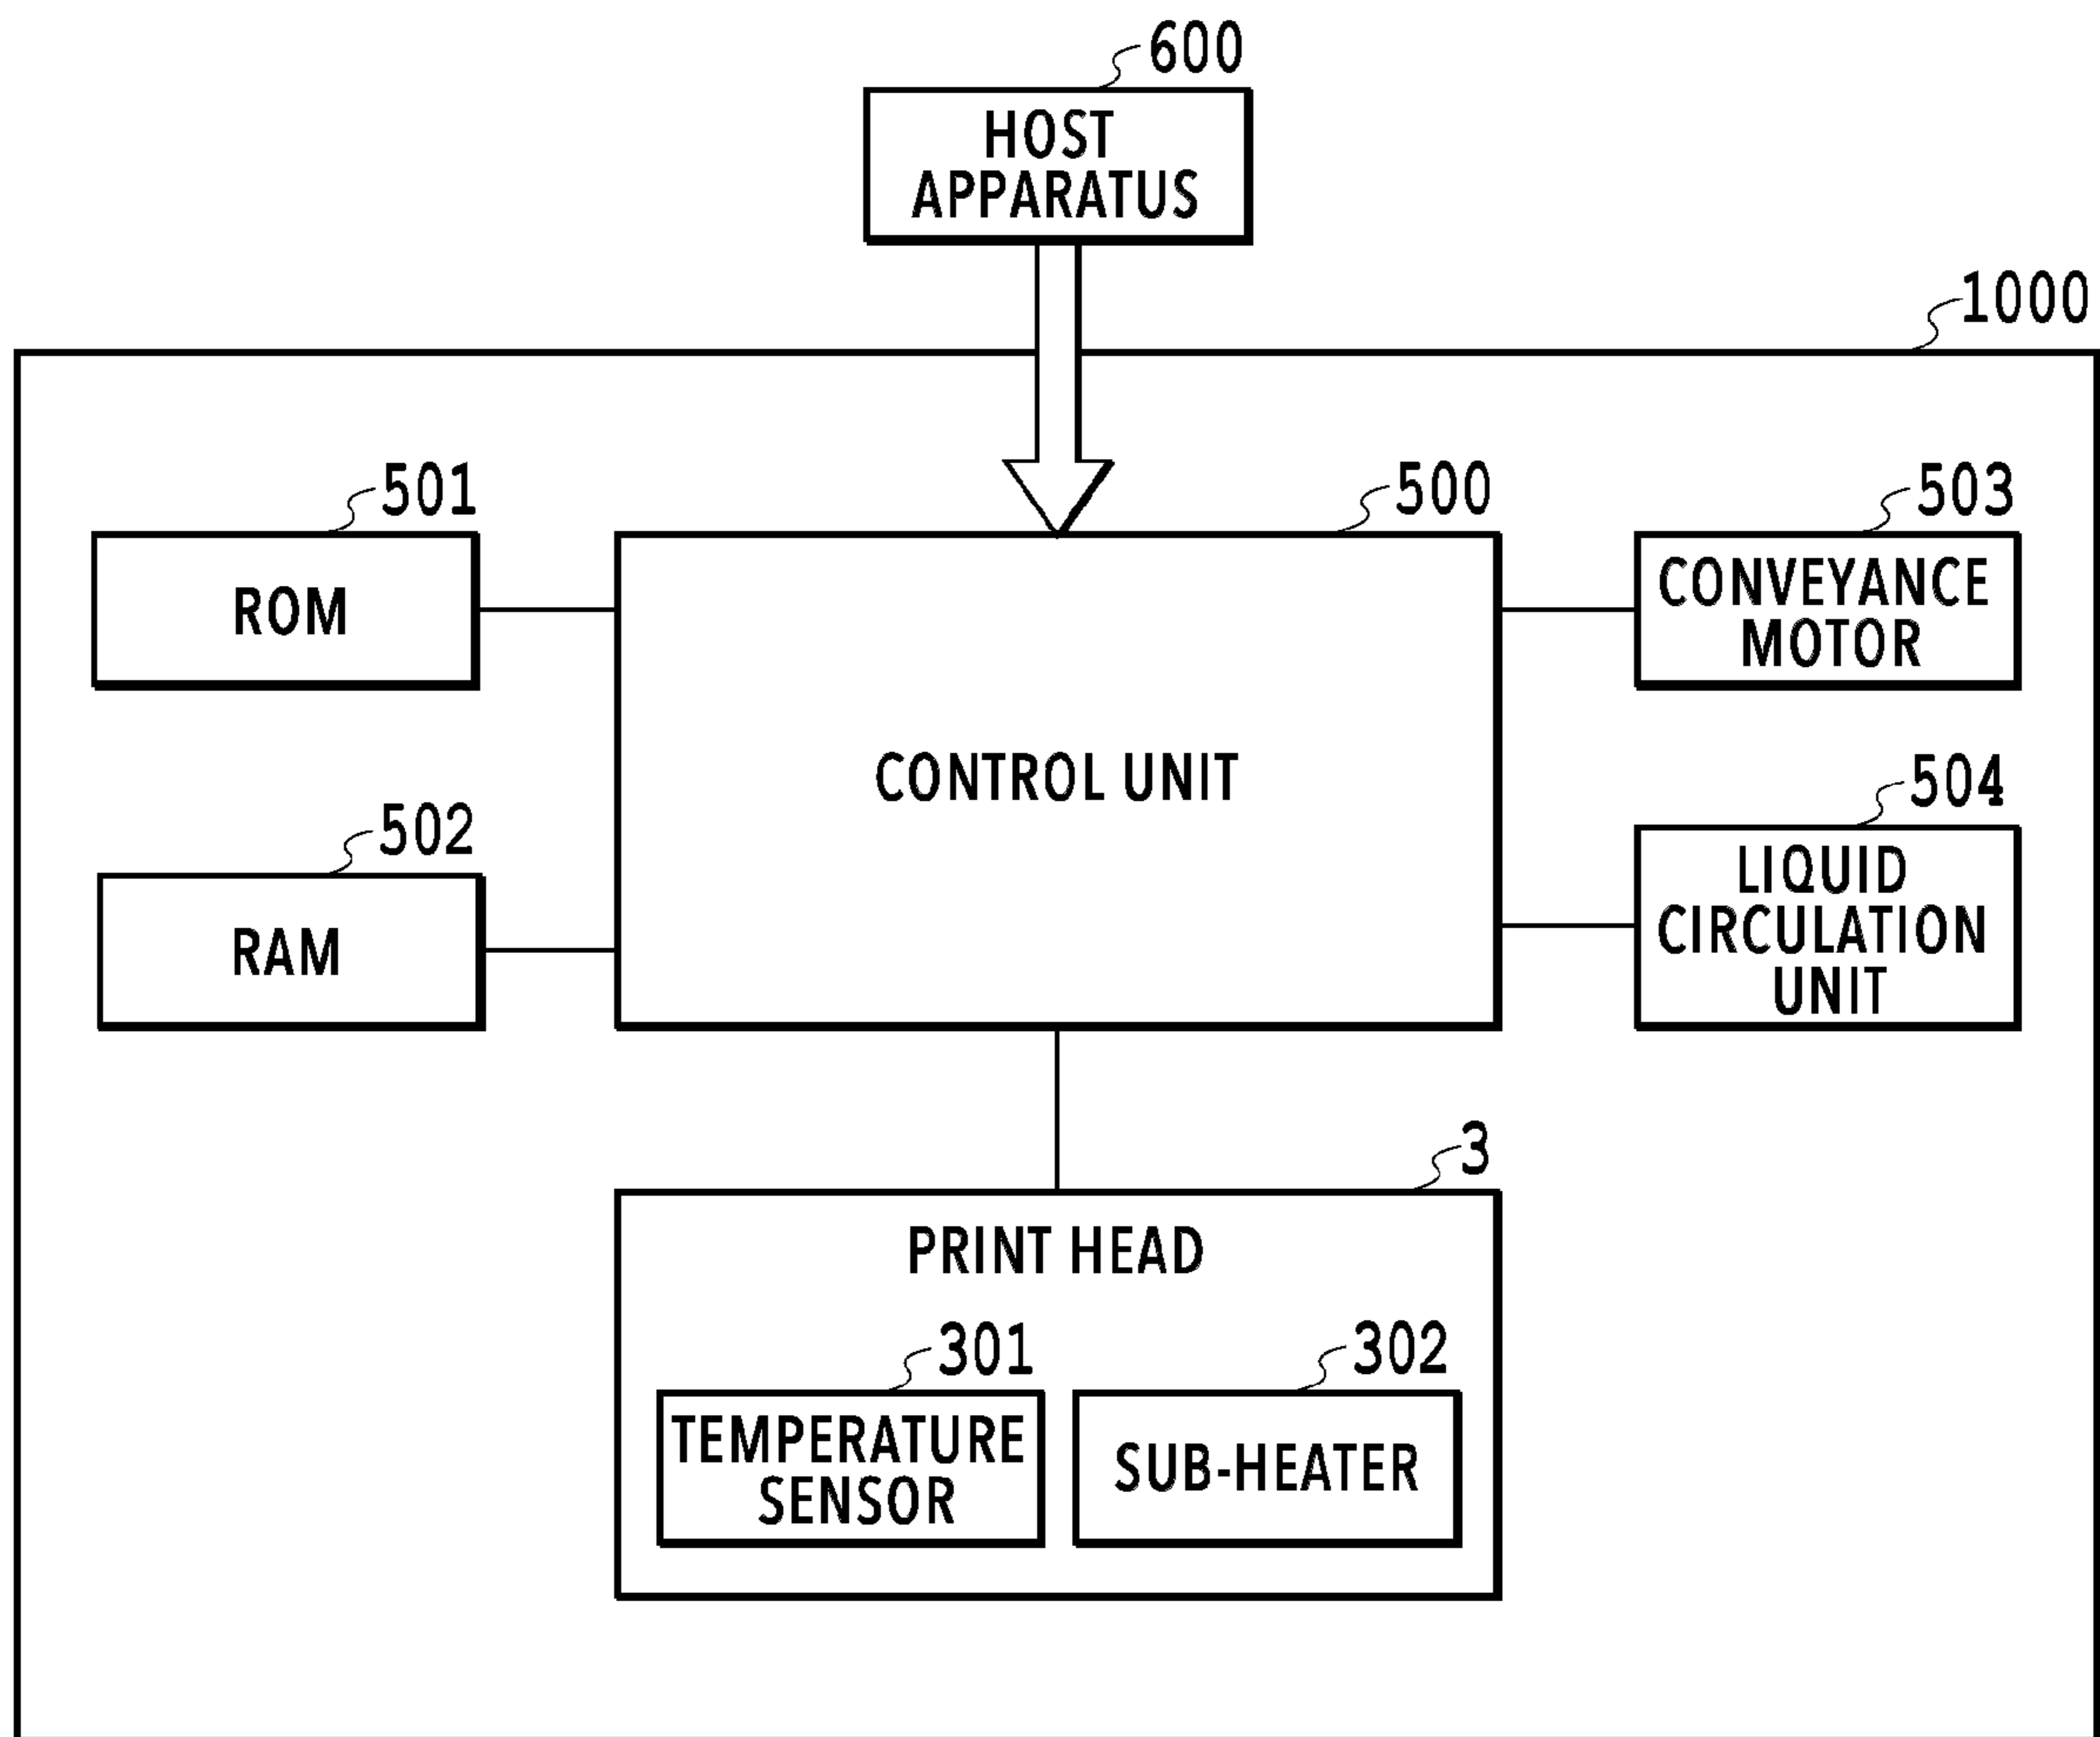 600
HOST
APPARATUS
1000
501
500
503
ROM
CONVEYANCE
MOTOR
CONTROL UNIT
502
504
RAM
LIQUID
CIRCULATION
UNIT
3
PRINT HEAD
301
302
TEMPERATURE
SENSOR
SUB-HEATER